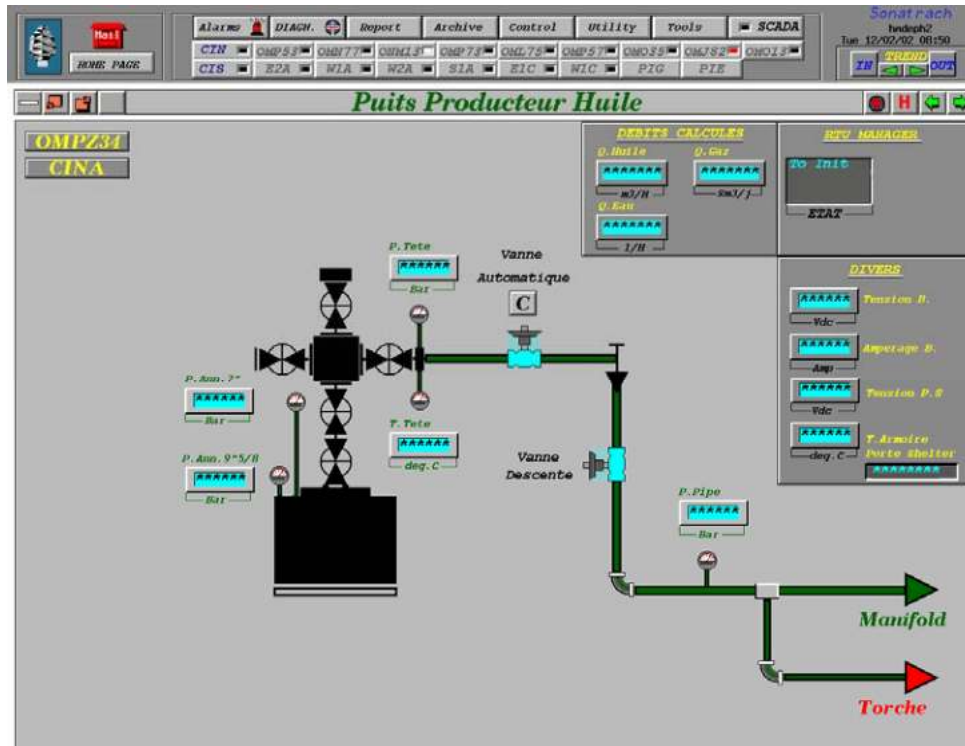 Alarms DIAGN. Report Archive Control Utility Tools SCADA
Sonatrach
hmdsph2
Tue 12/02/02 08:50
Mail
HOME PAGE
CIN OMP53 OMN77 OMP73 OML75 OMP57 OMO35 OMJ82 OMO13
CIS E2A W1A W2A S1A E1C W1C PIG PIE
IN TREND OUT
Puits Producteur Huile
H
OMPZ34
CINA
DEBITS CALCULES
Q.Huile Q.Gaz
******* *******
m3/H Sm3/j
Q.Eau
*******
l/H
RTU MANAGER
To Init
ETAT
DIVERS
****** Tension B.
Vdc
****** Amperage B.
Amp
****** Tension P.S
Vdc
****** T.Armoire
deg.C Porte Shelter
********
P.Tete
******
Bar
Vanne
Automatique
C
P.Ann.7"
******
Bar
T.Tete
******
deg.C
P.Ann.9"5/8
******
Bar
Vanne
Descente
P.Pipe
******
Bar
Manifold
Torche